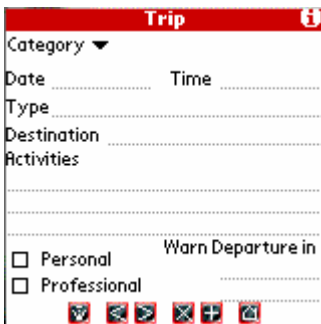 Trip
Category
Date Time
Type
Destination
Activities
Warn Departure in
Personal
Professional